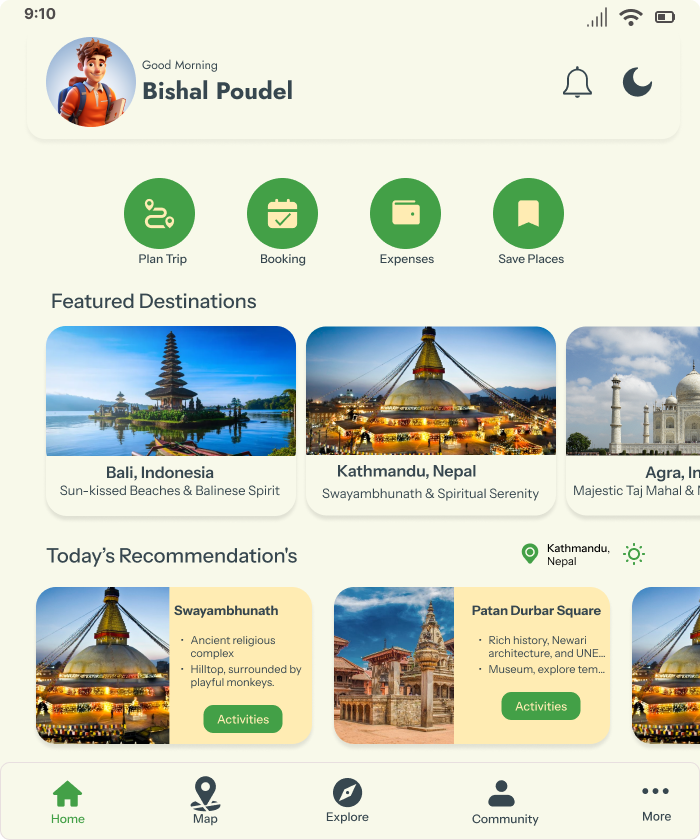 9:10
Good Morning
Bishal Poudel
Plan Trip
Booking
Expenses
Save Places
Featured Destinations
Bali, Indonesia
Sun-kissed Beaches & Balinese Spirit
Kathmandu, Nepal
Swayambhunath & Spiritual Serenity
Agra, In
Majestic Taj Mahal & M
Today’s Recommendation's
Kathmandu,
Nepal
Swayambhunath
• Ancient religious
complex
• Hilltop, surrounded by
playful monkeys.
Activities
Patan Durbar Square
• Rich history, Newari
architecture, and UNE...
• Museum, explore tem...
Activities
Home
Map
Explore
Community
More